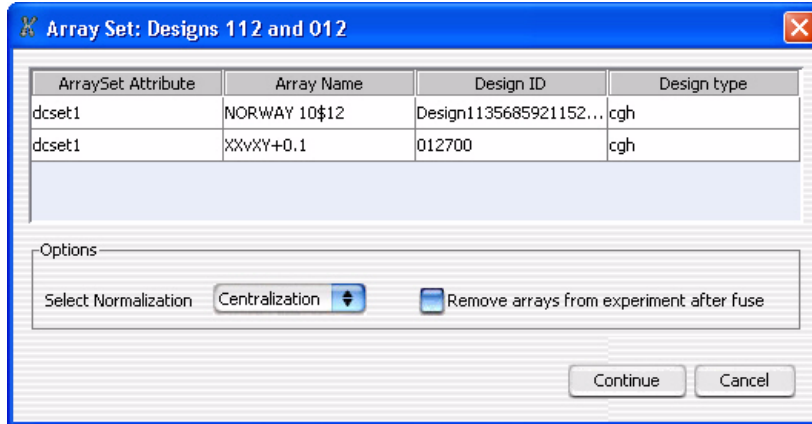 Array Set: Designs 112 and 012
ArraySet Attribute Array Name Design ID Design type
dcset1 NORWAY 10$12 Design1135685921152... cgh
dcset1 XXvXY+0.1 012700 cgh
Options
Select Normalization Centralization Remove arrays from experiment after fuse
Continue Cancel